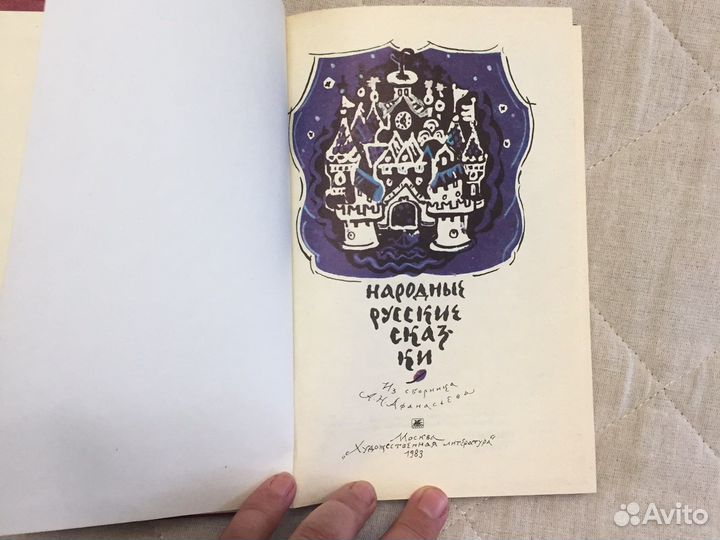 НАРОДНЫЕ
РУССКИЕ
СКАЗ-
КИ
Из сборника
А Н Афанасьева
Москва
"Художественная литература"
1983
Avito